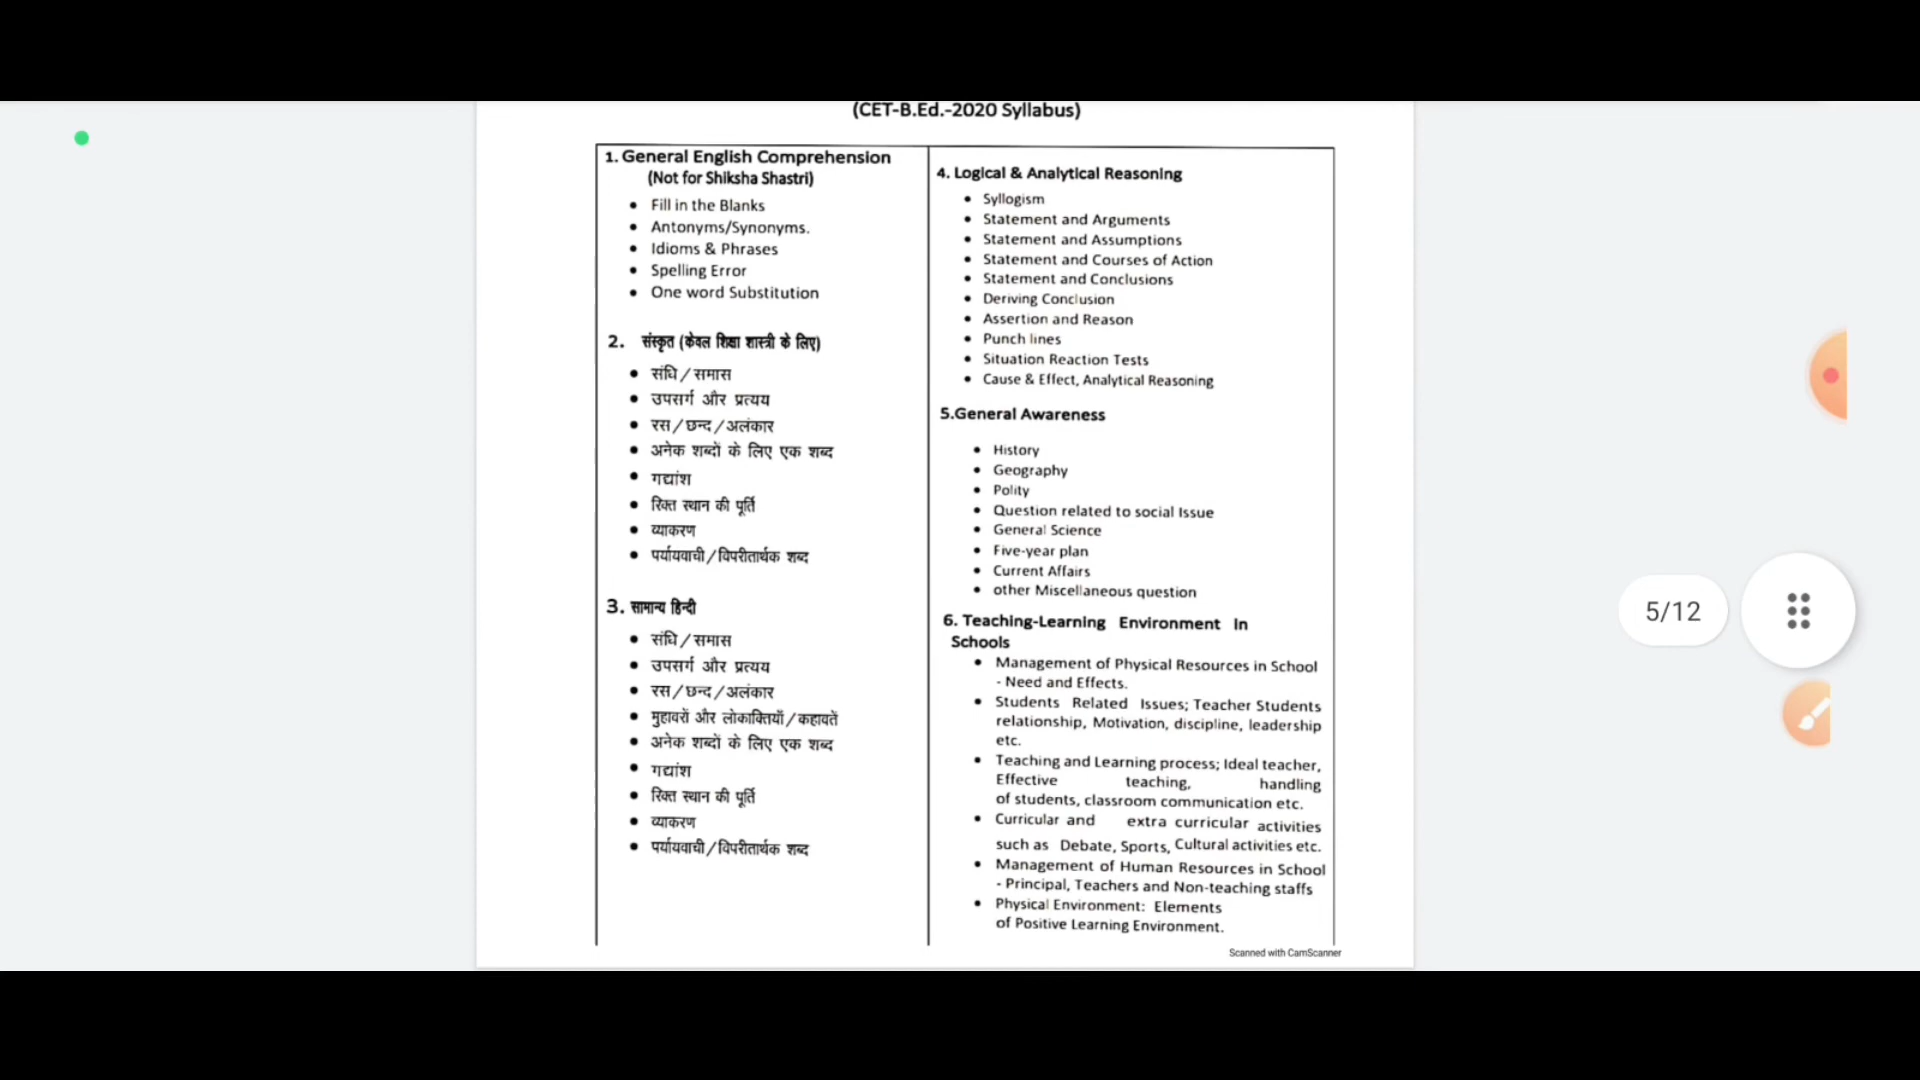 (CET-B.Ed.-2020 Syllabus)
1. General English Comprehension
(Not for Shiksha Shastri)
• Fill in the Blanks
• Antonyms/Synonyms.
• Idioms & Phrases
• Spelling Error
• One word Substitution
2. संस्कृत (केवल शिक्षा शास्त्री के लिए)
• संधि/समास
• उपसर्ग और प्रत्यय
• रस/छन्द/अलंकार
• अनेक शब्दों के लिए एक शब्द
• गद्यांश
• रिक्त स्थान की पूर्ति
• व्याकरण
• पर्यायवाची/विपरीतार्थक शब्द
3. सामान्य हिन्दी
• संधि/समास
• उपसर्ग और प्रत्यय
• रस/छन्द/अलंकार
• मुहावरों और लोकाक्तियाँ/कहावतें
• अनेक शब्दों के लिए एक शब्द
• गद्यांश
• रिक्त स्थान की पूर्ति
• व्याकरण
• पर्यायवाची/विपरीतार्थक शब्द
4. Logical & Analytical Reasoning
• Syllogism
• Statement and Arguments
• Statement and Assumptions
• Statement and Courses of Action
• Statement and Conclusions
• Deriving Conclusion
• Assertion and Reason
• Punch lines
• Situation Reaction Tests
• Cause & Effect, Analytical Reasoning
5.General Awareness
• History
• Geography
• Polity
• Question related to social Issue
• General Science
• Five-year plan
• Current Affairs
• other Miscellaneous question
6. Teaching-Learning Environment In
Schools
• Management of Physical Resources in School
- Need and Effects.
• Students Related Issues; Teacher Students
relationship, Motivation, discipline, leadership
etc.
• Teaching and Learning process; Ideal teacher,
Effective teaching, handling
of students, classroom communication etc.
• Curricular and extra curricular activities
such as Debate, Sports, Cultural activities etc.
• Management of Human Resources in School
- Principal, Teachers and Non-teaching staffs
• Physical Environment: Elements
of Positive Learning Environment.
Scanned with CamScanner
5/12